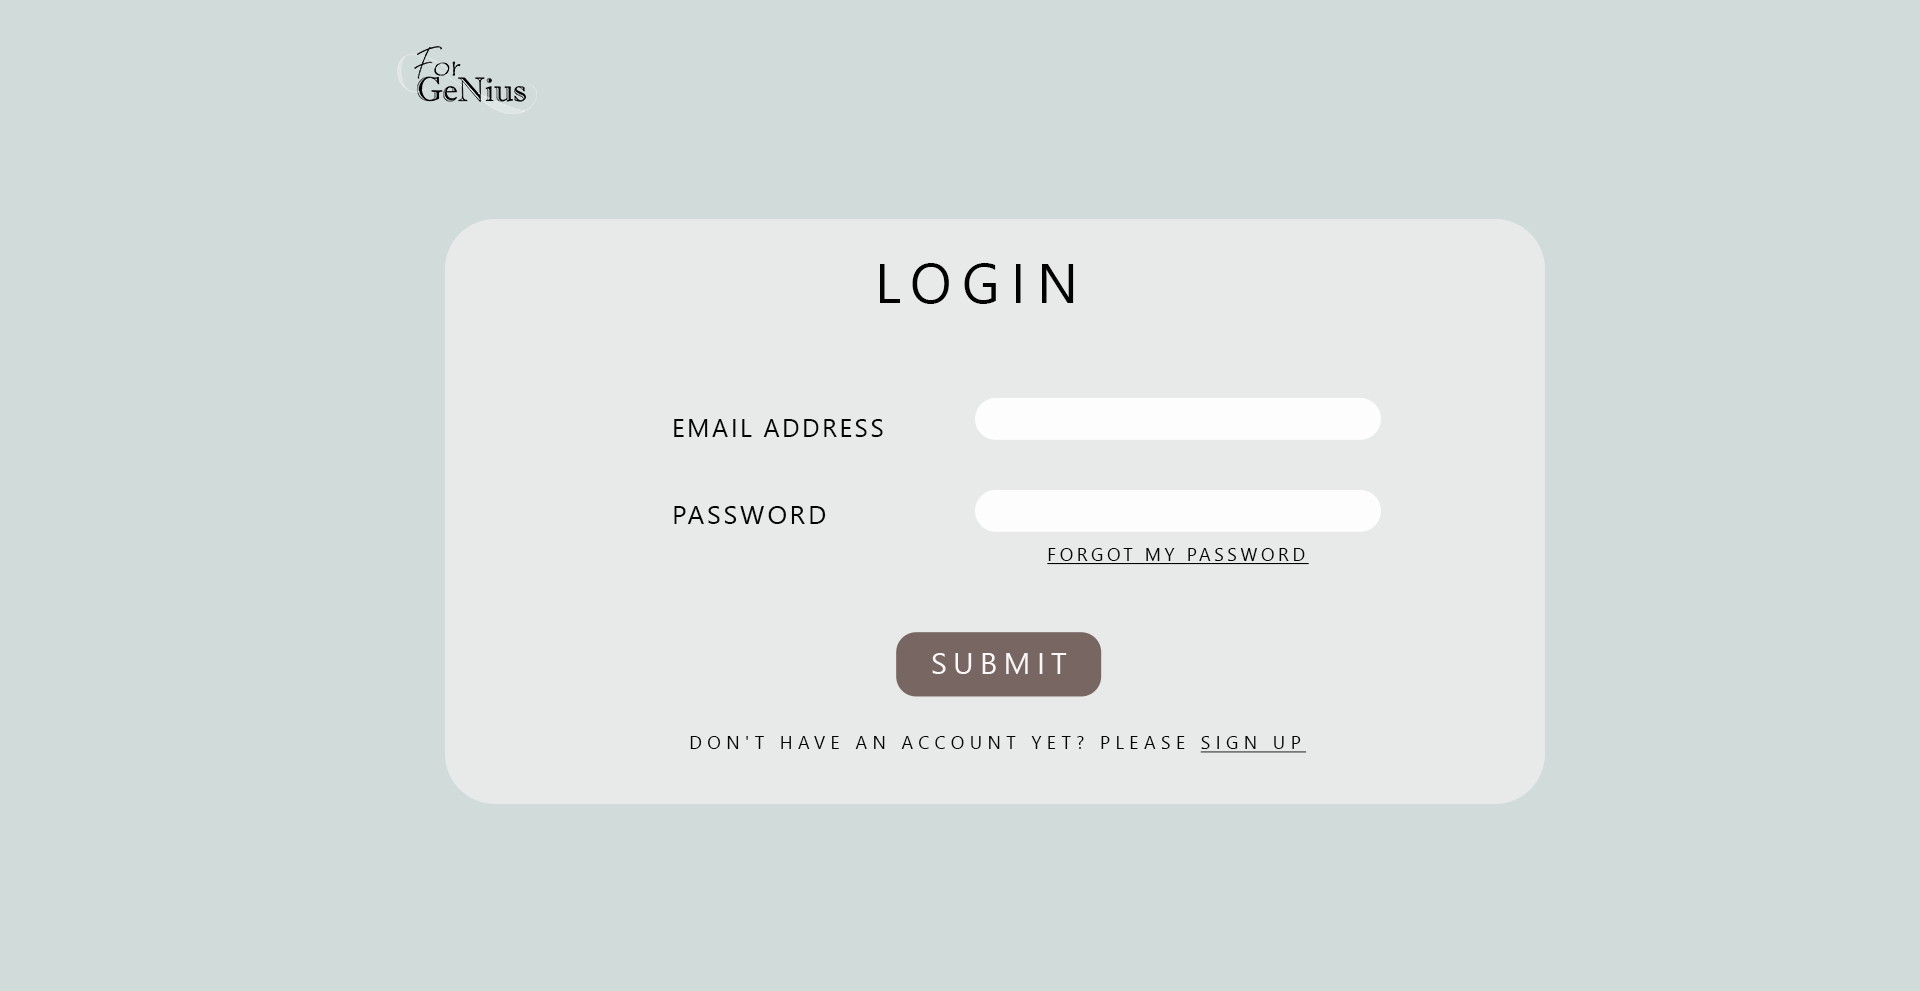 For
GeNius
LOGIN
EMAIL ADDRESS
PASSWORD
FORGOT MY PASSWORD
SUBMIT
DON'T HAVE AN ACCOUNT YET? PLEASE SIGN UP